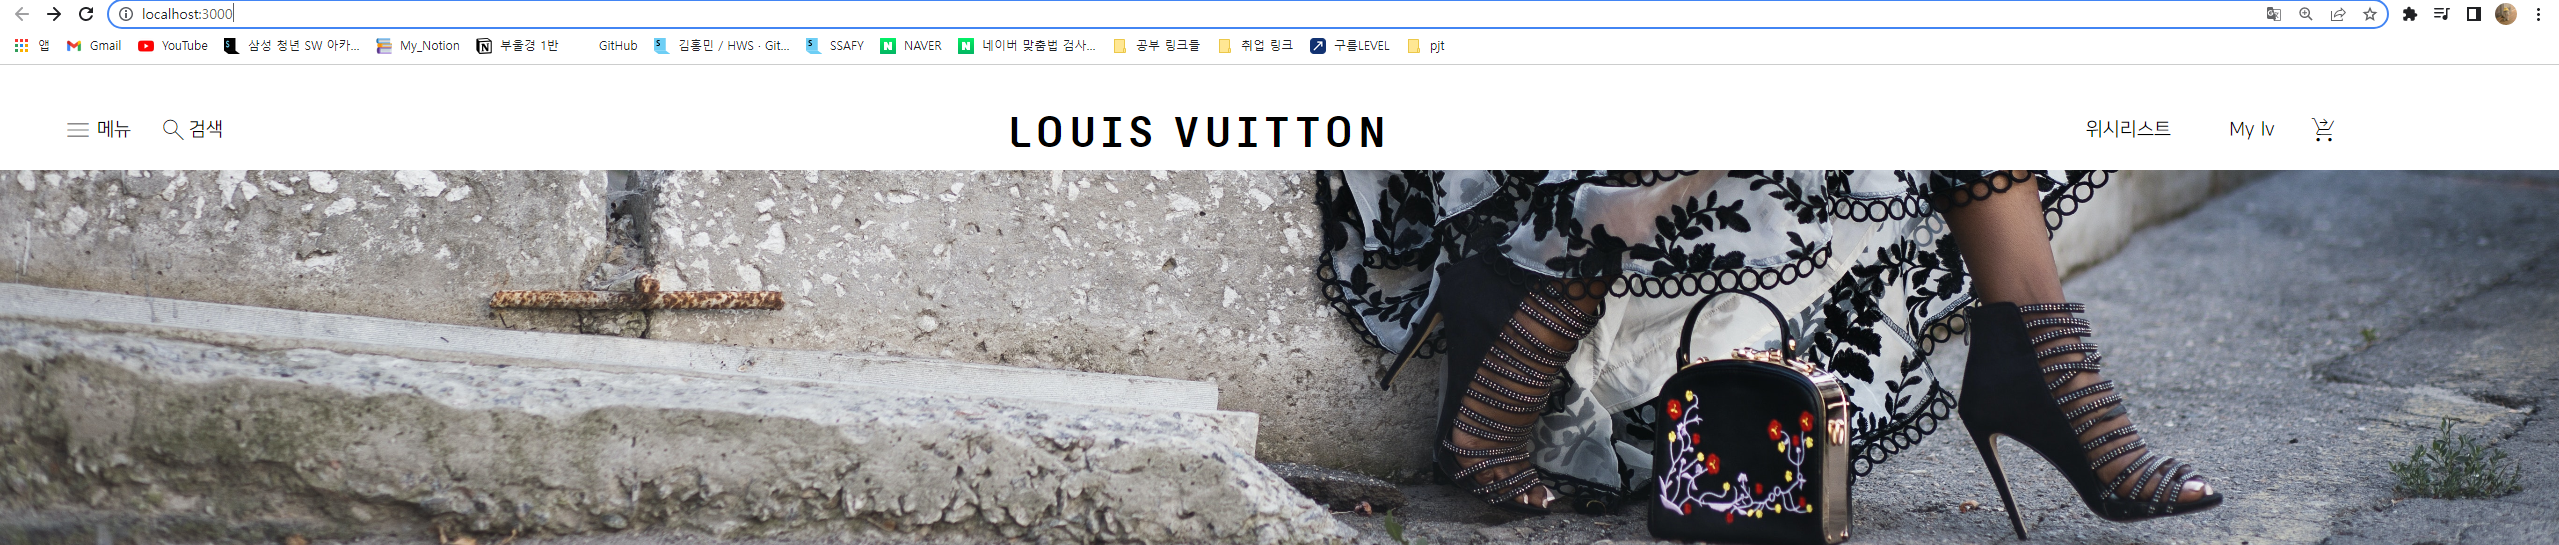 localhost:3000
앱 Gmail YouTube 삼성 청년 SW 아카... My_Notion 부울경 1반 GitHub 김홍민 / HWS · Git... SSAFY NAVER 네이버 맞춤법 검사... 공부 링크들 취업 링크 구름LEVEL pjt
메뉴 검색 LOUIS VUITTON 위시리스트 My lv